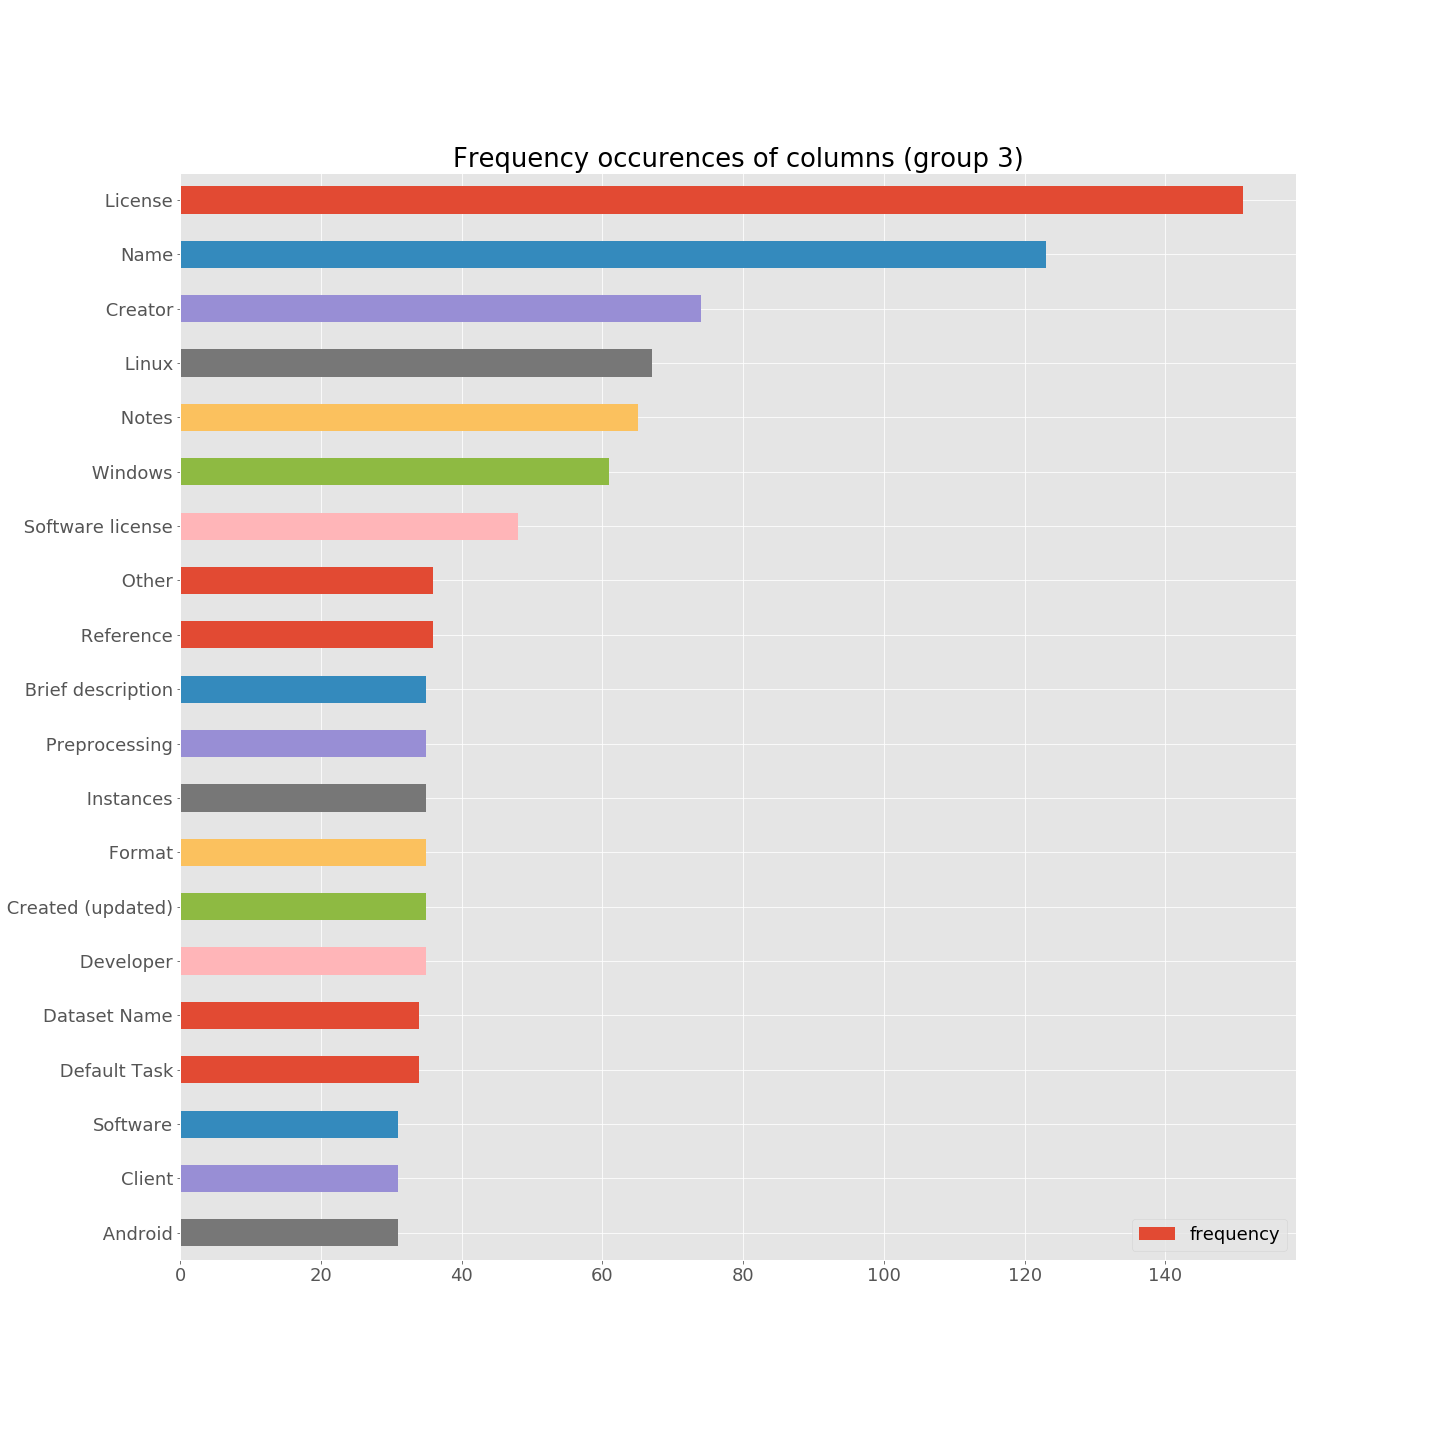 Frequency occurences of columns (group 3)
License
Name
Creator
Linux
Notes
Windows
Software license
Other
Reference
Brief description
Preprocessing
Instances
Format
Created (updated)
Developer
Dataset Name
Default Task
Software
Client
Android
frequency
0 20 40 60 80 100 120 140